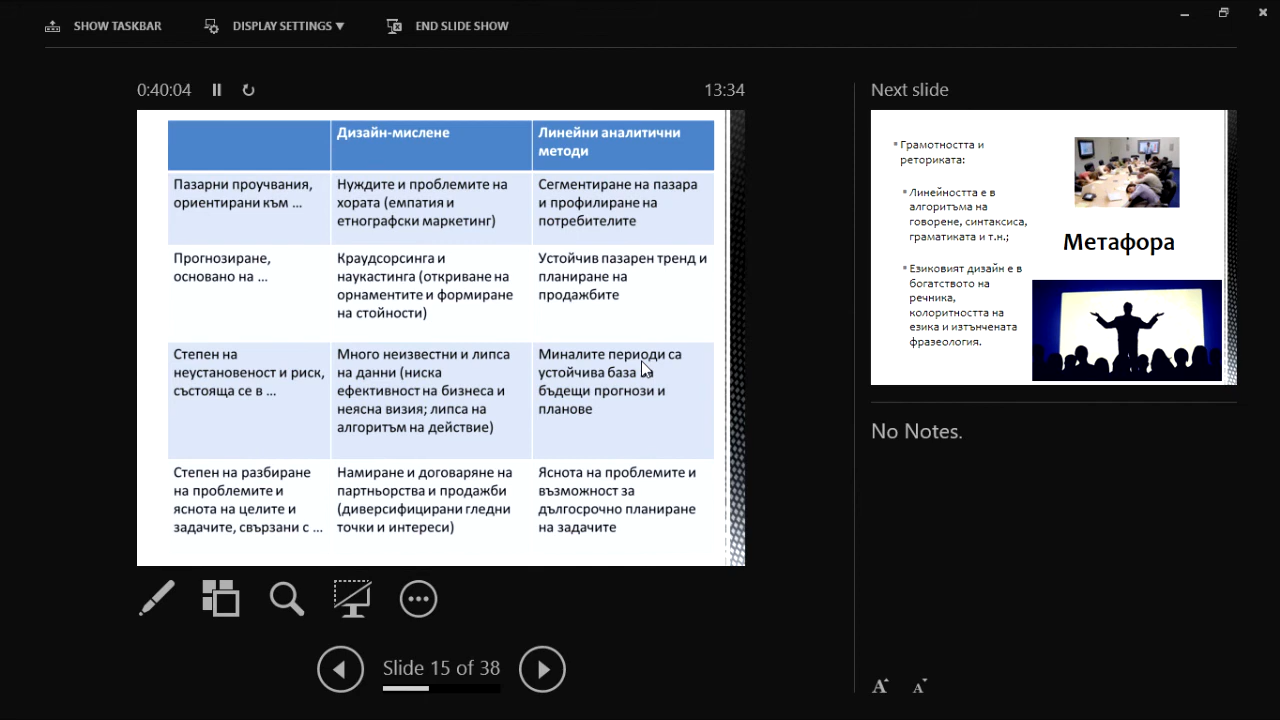 SHOW TASKBAR
DISPLAY SETTINGS ▼
END SLIDE SHOW
0:40:04
13:34
Next slide
Дизайн-мислене
Линейни аналитични
методи
Пазарни проучвания,
ориентирани към ...
Нуждите и проблемите на
хората (емпатия и
етнографски маркетинг)
Сегментиране на пазара
и профилиране на
потребителите
Прогнозиране,
основано на ...
Краудсорсинга и
наукастинга (откриване на
орнаментите и формиране
на стойности)
Устойчив пазарен тренд и
планиране на
продажбите
Степен на
неустановеност и риск,
състояща се в ...
Много неизвестни и липса
на данни (ниска
ефективност на бизнеса и
неясна визия; липса на
алгоритъм на действие)
Миналите периоди са
устойчива база
бъдещи прогнози и
планове
Степен на разбиране
на проблемите и
яснота на целите и
задачите, свързани с ...
Намиране и договаряне на
партньорства и продажби
(диверсифицирани гледни
точки и интереси)
Яснота на проблемите и
възможност за
дългосрочно планиране
на задачите
Грамотността и
реториката:
Линейността е в
алгоритъма на
говорене, синтаксиса,
граматиката и т.н.;
Езиковият дизайн е в
богатството на
речника,
колоритността на
езика и изтънчената
фразеология.
Метафора
No Notes.
Slide 15 of 38
A A